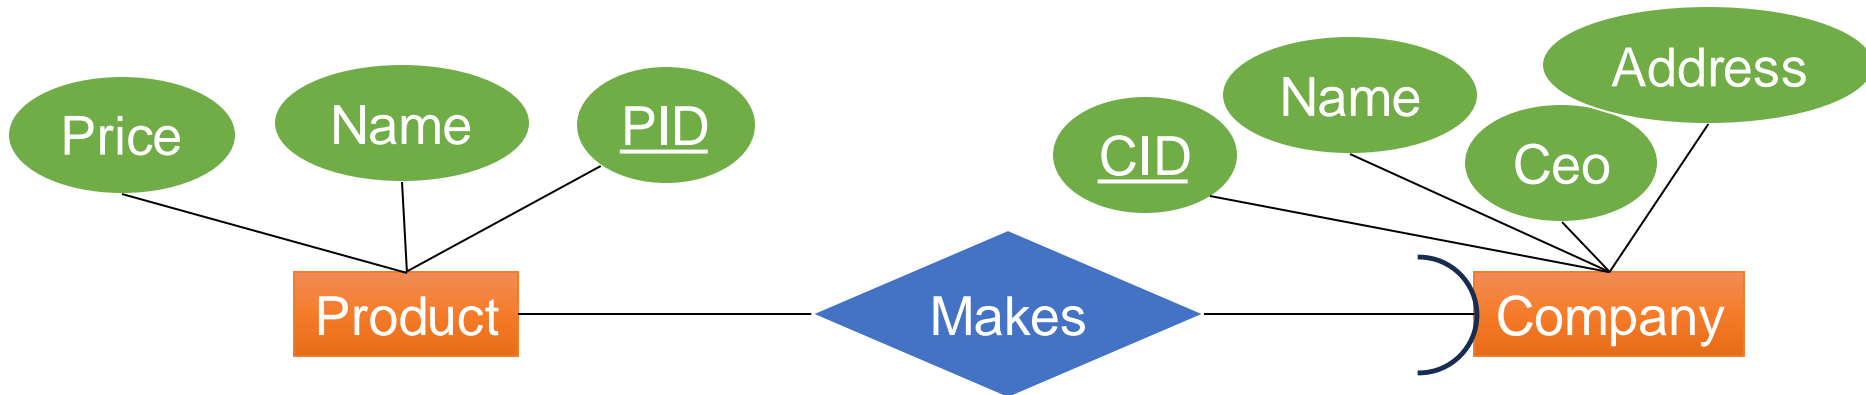 Price
Name
PID
CID
Name
Ceo
Address
Product
Makes
Company